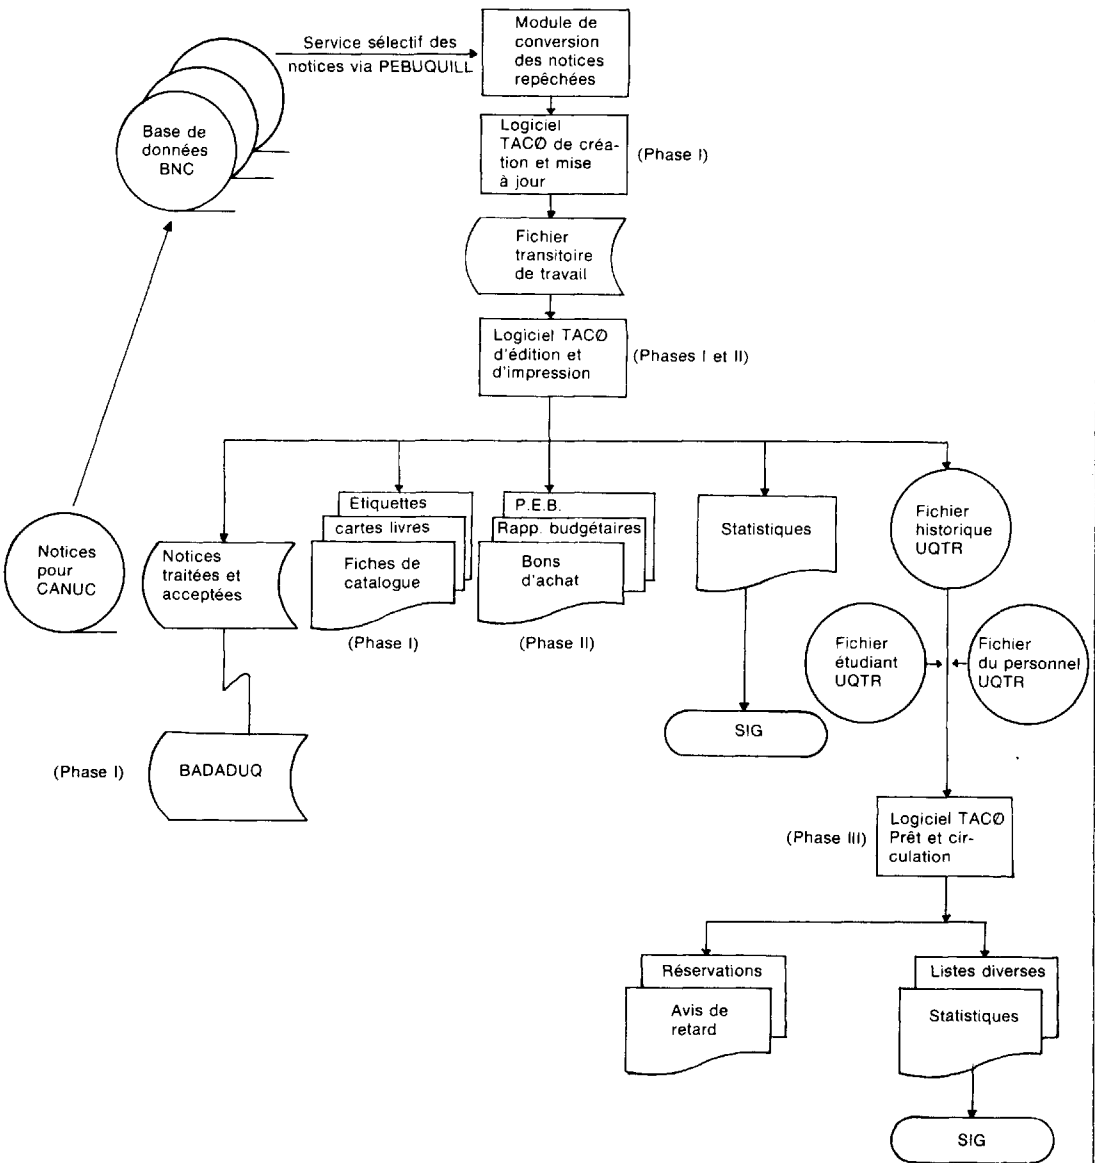 Service sélectif des
notices via PEBUQUILL
Module de
conversion
des notices
repêchées
Base de
données
BNC
Logiciel
TACØ de créa-
tion et mise
à jour
(Phase I)
Fichier
transitoire
de travail
Logiciel TACØ
d'édition et
d'impression
(Phases I et II)
Notices
pour
CANUC
Notices
traitées et
acceptées
Etiquettes
cartes livres
Fiches de
catalogue
(Phase I)
P.E.B.
Rapp. budgétaires
Bons
d'achat
(Phase II)
Statistiques
Fichier
historique
UQTR
Fichier
étudiant
UQTR
Fichier
du personnel
UQTR
SIG
(Phase I)
BADADUQ
(Phase III)
Logiciel TACØ
Prêt et cir-
culation
Réservations
Avis de
retard
Listes diverses
Statistiques
SIG